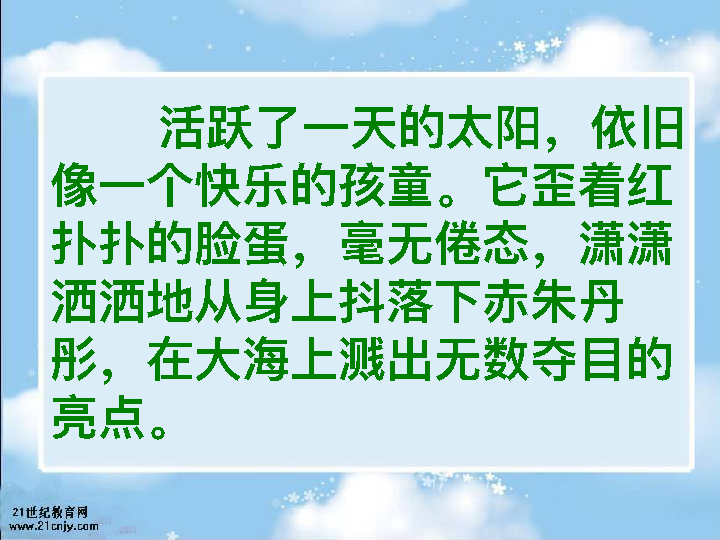 活跃了一天的太阳，依旧
像一个快乐的孩童。它歪着红
扑扑的脸蛋，毫无倦态，潇潇
洒洒地从身上抖落下赤朱丹
彤，在大海上溅出无数夺目的
亮点。
21世纪教育网
www.21cnjy.com